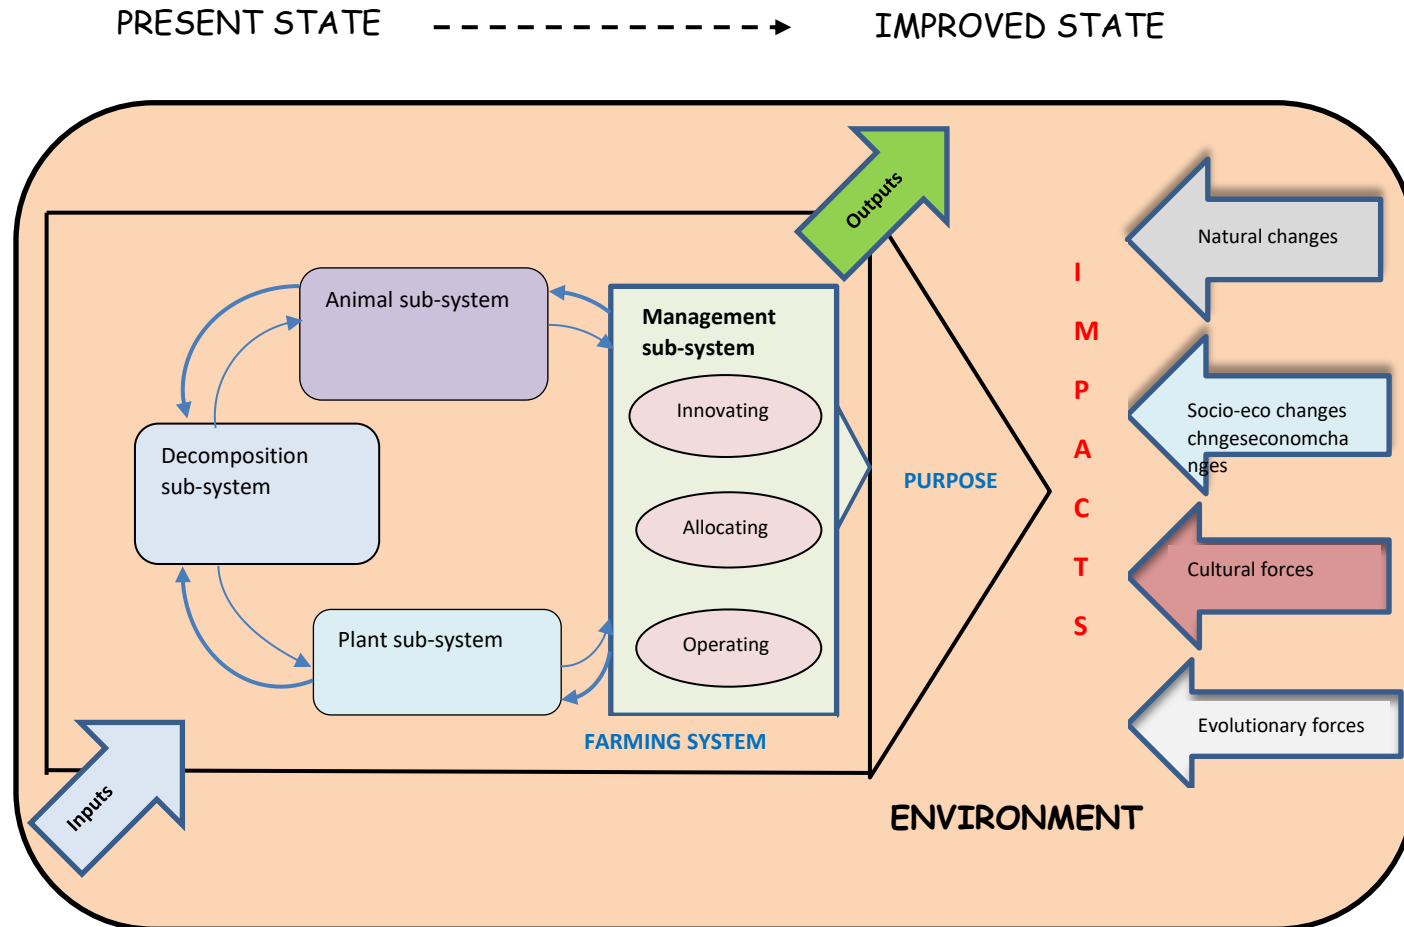 PRESENT STATE
IMPROVED STATE
Outputs
Natural changes
Animal sub-system
Management
sub-system
I
M
P
A
C
T
S
Innovating
Socio-eco changes
chngeseconomcha
nges
Decomposition
sub-system
PURPOSE
Allocating
Cultural forces
Plant sub-system
Operating
Evolutionary forces
FARMING SYSTEM
Inputs
ENVIRONMENT